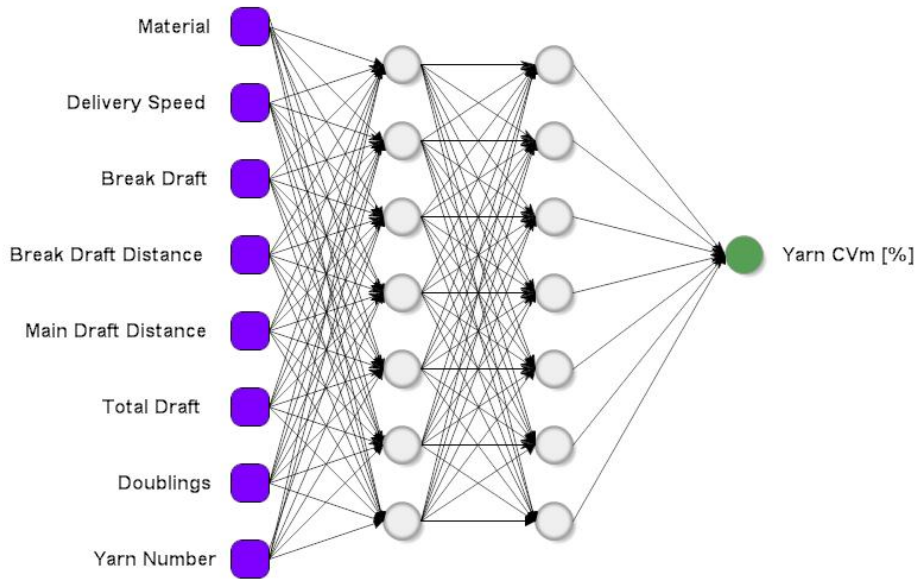 Material
Delivery Speed
Break Draft
Break Draft Distance
Yarn CVm [%]
Main Draft Distance
Total Draft
Doublings
Yarn Number